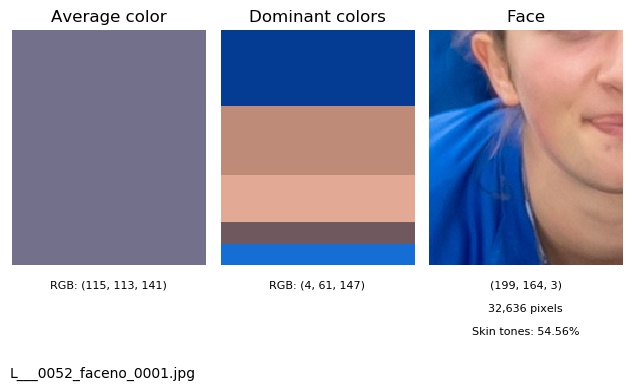 Average color
Dominant colors
Face
RGB: (115, 113, 141)
RGB: (4, 61, 147)
(199, 164, 3)
32,636 pixels
Skin tones: 54.56%
L___0052_faceno_0001.jpg